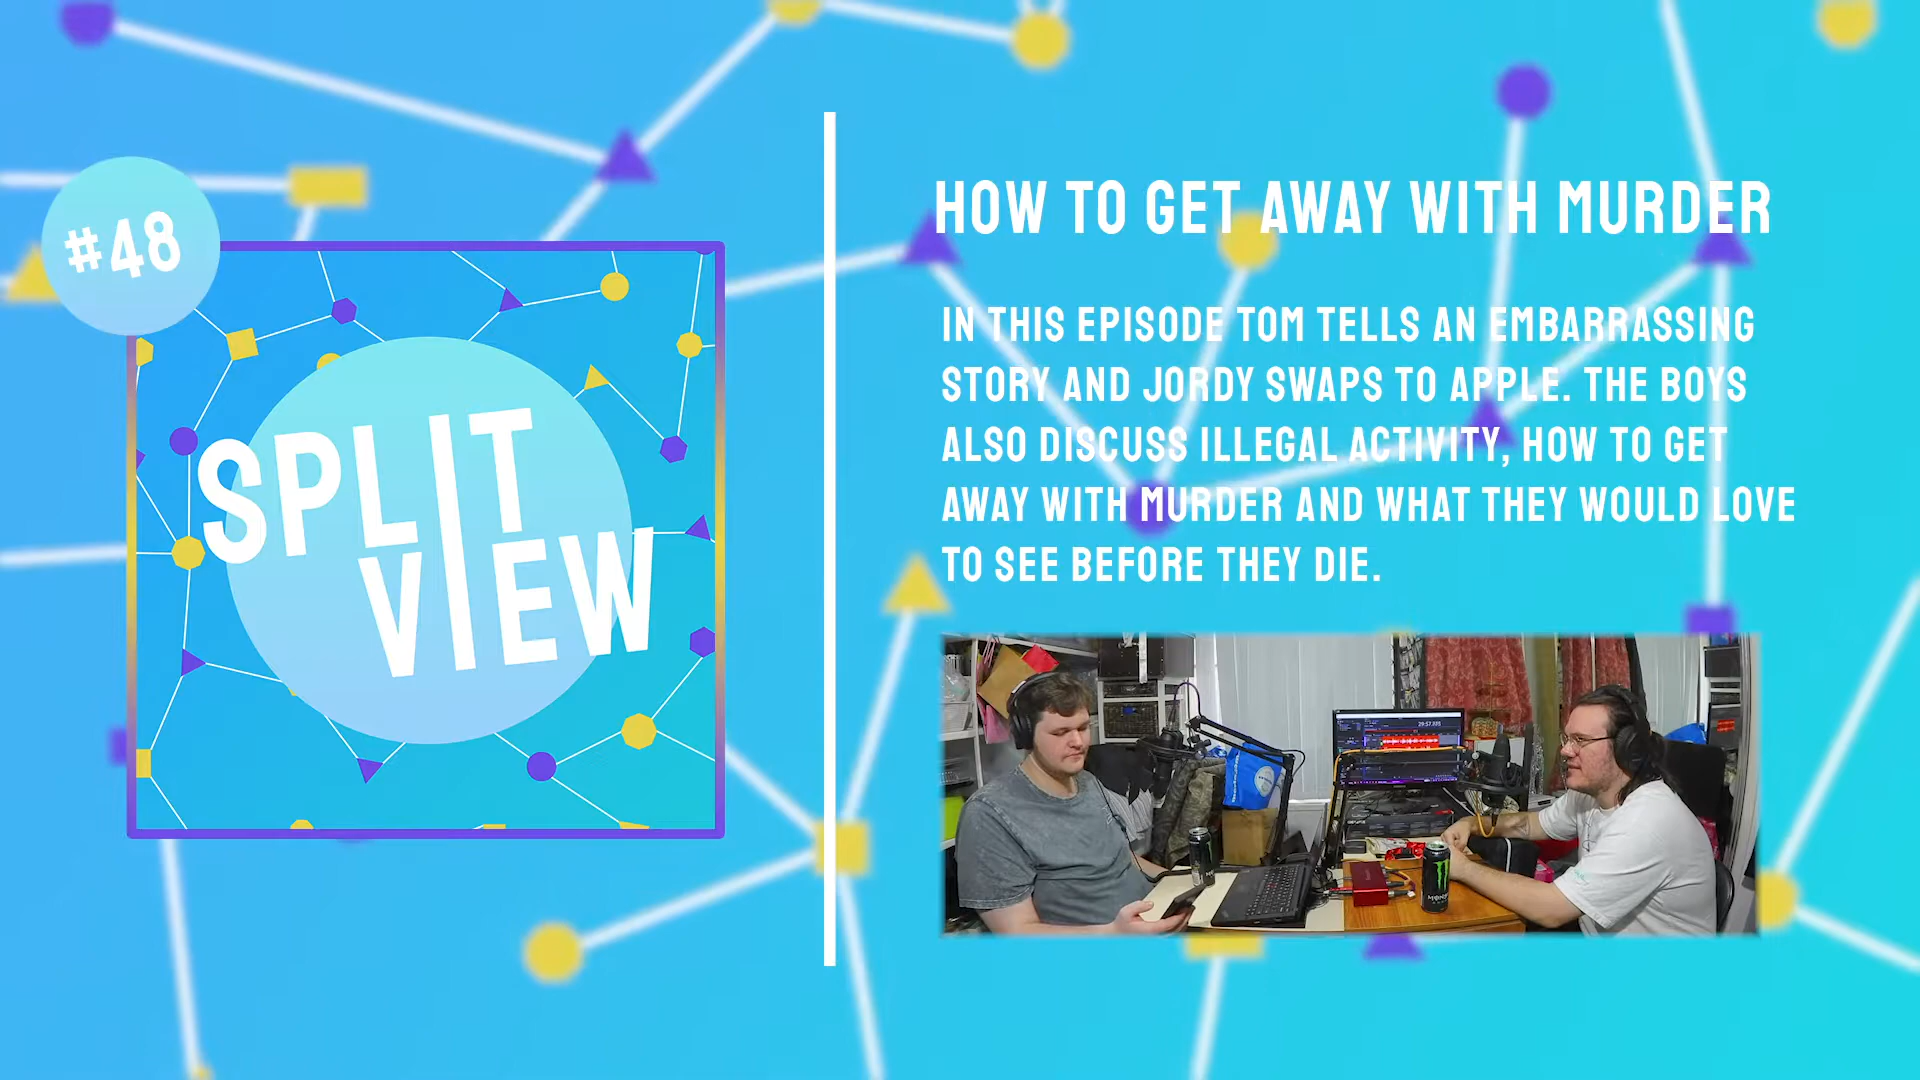 #48
SPLIT
VIEW
HOW TO GET AWAY WITH MURDER
IN THIS EPISODE TOM TELLS AN EMBARRASSING
STORY AND JORDY SWAPS TO APPLE. THE BOYS
ALSO DISCUSS ILLEGAL ACTIVITY, HOW TO GET
AWAY WITH MURDER AND WHAT THEY WOULD LOVE
TO SEE BEFORE THEY DIE.